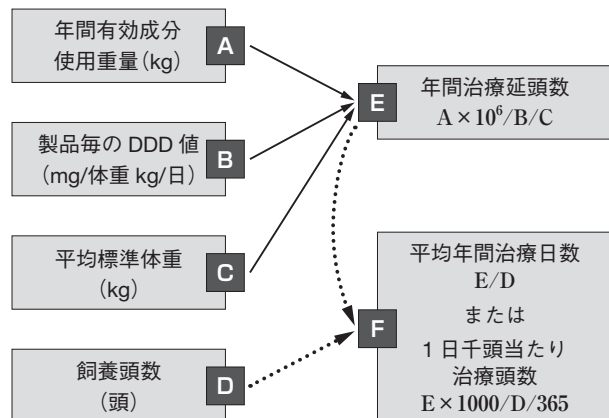 年間有効成分
使用重量(kg)
A
製品毎の DDD 値
(mg/体重 kg/日)
B
平均標準体重
(kg)
C
飼養頭数
(頭)
D
E
年間治療延頭数
A×10⁶/B/C
F
平均年間治療日数
E/D
または
1 日千頭当たり
治療頭数
E×1000/D/365